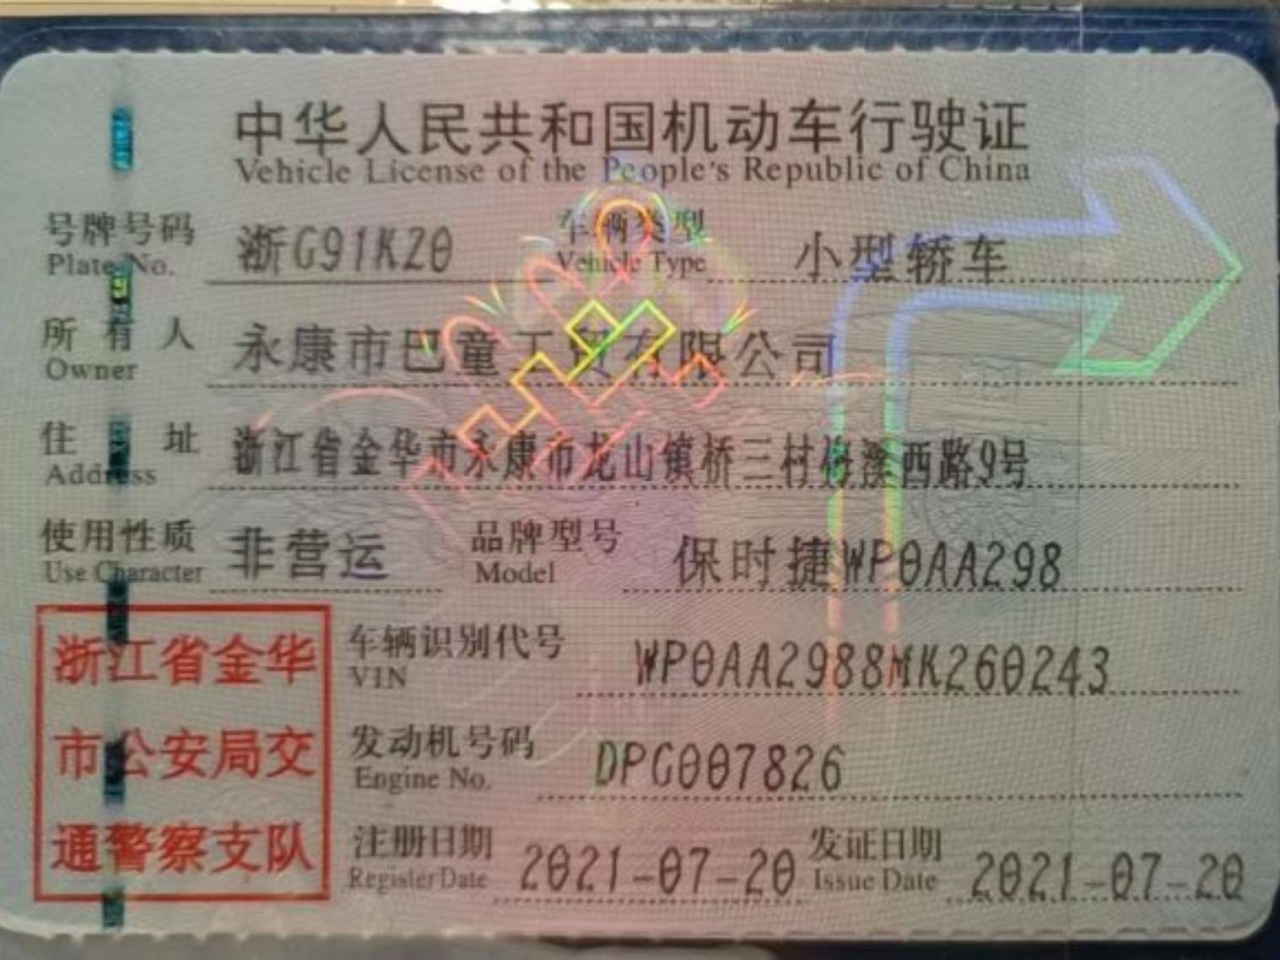 中华人民共和国机动车行驶证
Vehicle License of the People's Republic of China
号牌号码 浙G91KZ0 车辆类型 小型轿车
Plate No. Vehicle Type
所有人 永康市巴童工贸有限公司
Owner
住址 浙江省金华市永康市龙山镇桥三村梅溪西路9号
Address
使用性质 非营运 品牌型号 保时捷WP0AA298
Use Character Model
车辆识别代号 WP0AA2988MK260243
VIN
发动机号码 DPC007826
Engine No.
注册日期 2021-07-20 发证日期 2021-07-20
Register Date Issue Date
浙江省金华
市公安局交
通警察支队